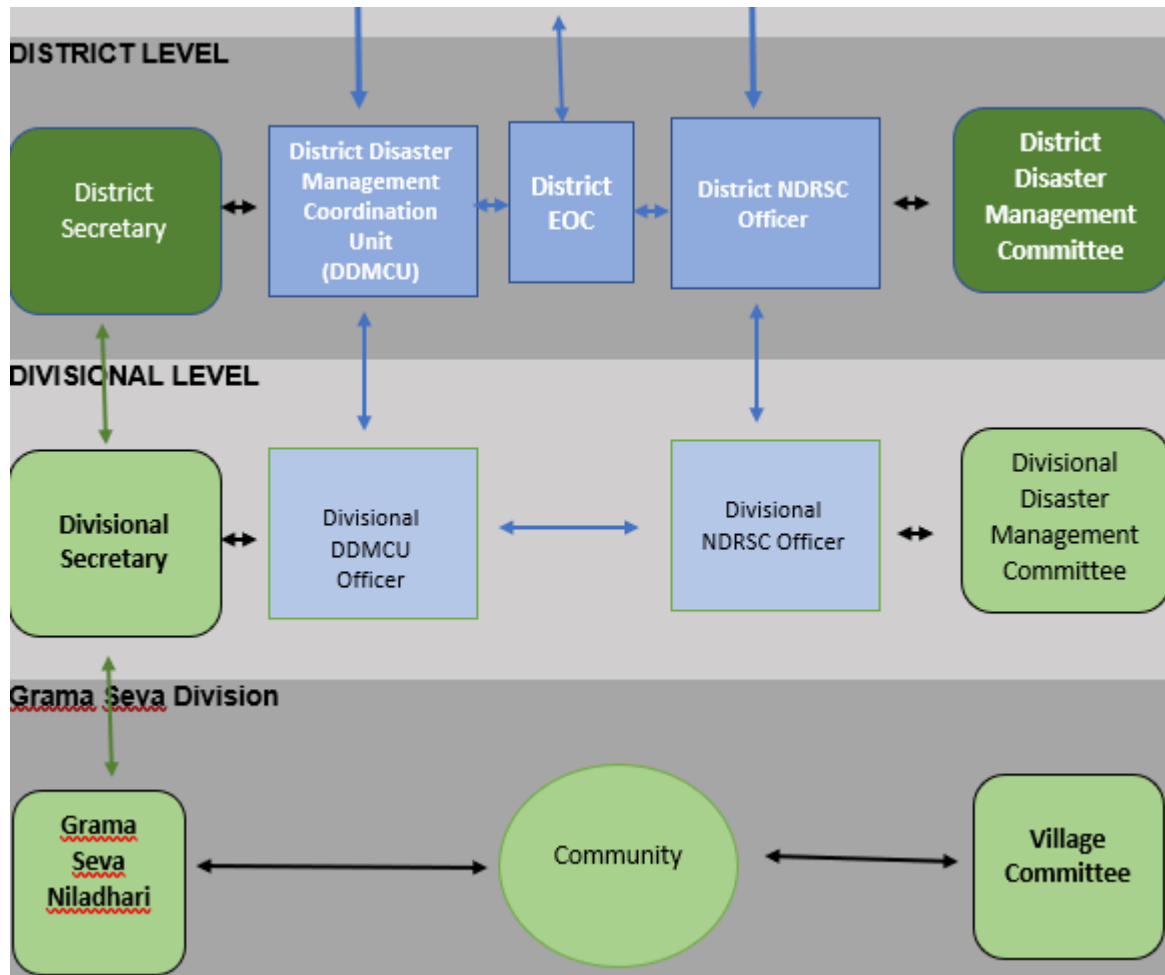 DISTRICT LEVEL
District
Secretary
District Disaster
Management
Coordination
Unit
(DDMCU)
District
EOC
District NDRSC
Officer
District
Disaster
Management
Committee
DIVISIONAL LEVEL
Divisional
Secretary
Divisional
DDMCU
Officer
Divisional
NDRSC Officer
Divisional
Disaster
Management
Committee
Grama Seva Division
Grama
Seva
Niladhari
Community
Village
Committee